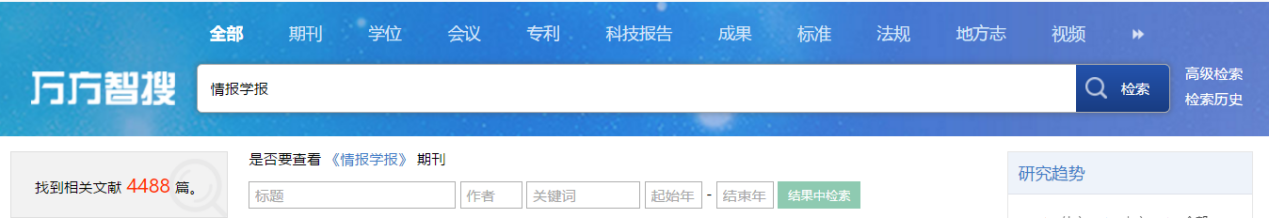 全部 期刊 学位 会议 专利 科技报告 成果 标准 法规 地方志 视频
万方智搜
情报学报
检索
高级检索
检索历史
找到相关文献 4488 篇。
是否要查看 《情报学报》 期刊
标题 作者 关键词 起始年 - 结束年 结果中检索
研究趋势